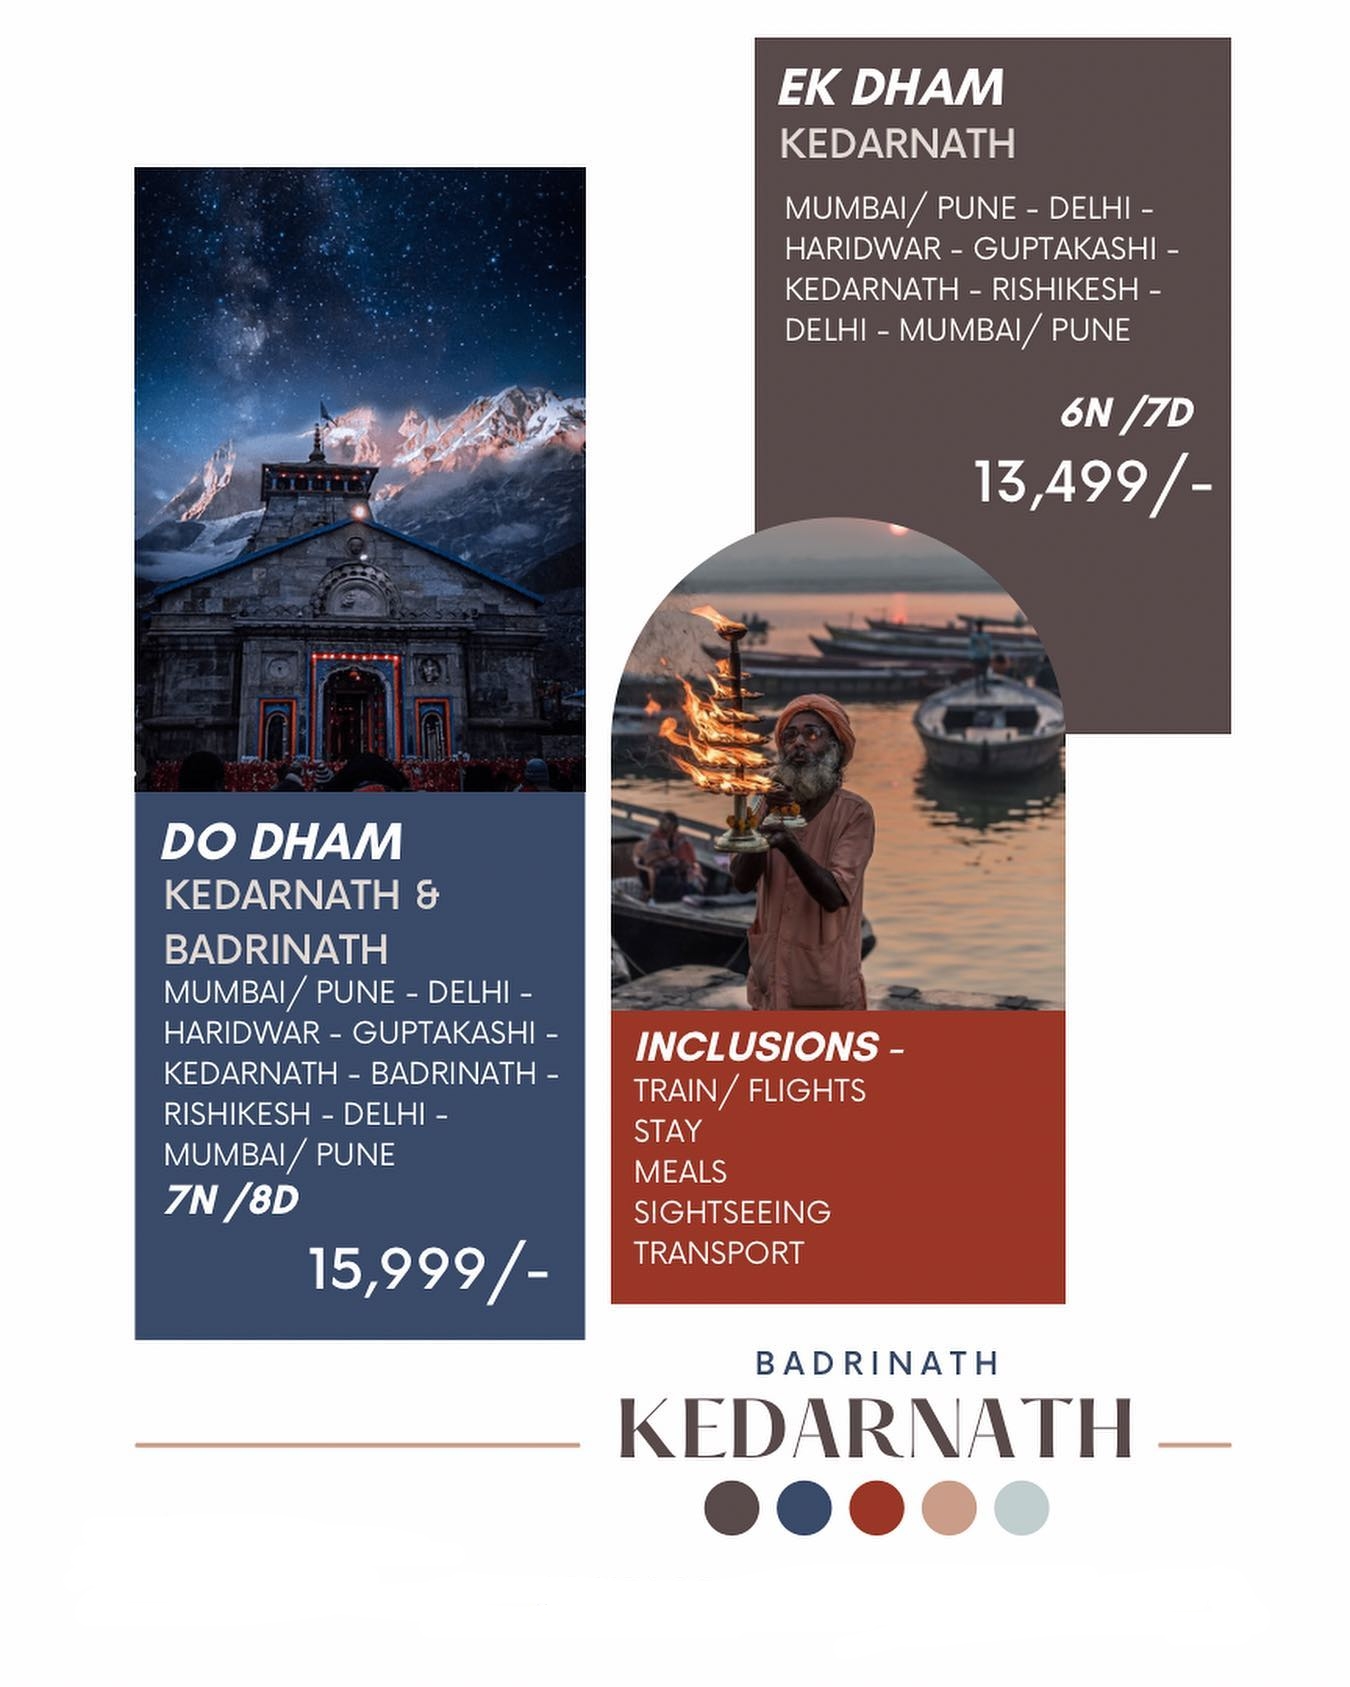 EK DHAM
KEDARNATH
MUMBAI/ PUNE - DELHI -
HARIDWAR - GUPTAKASHI -
KEDARNATH - RISHIKESH -
DELHI - MUMBAI/ PUNE
6N /7D
13,499/-
DO DHAM
KEDARNATH &
BADRINATH
MUMBAI/ PUNE - DELHI -
HARIDWAR - GUPTAKASHI -
KEDARNATH - BADRINATH -
RISHIKESH - DELHI -
MUMBAI/ PUNE
7N /8D
15,999/-
INCLUSIONS -
TRAIN/ FLIGHTS
STAY
MEALS
SIGHTSEEING
TRANSPORT
BADRINATH
KEDARNATH